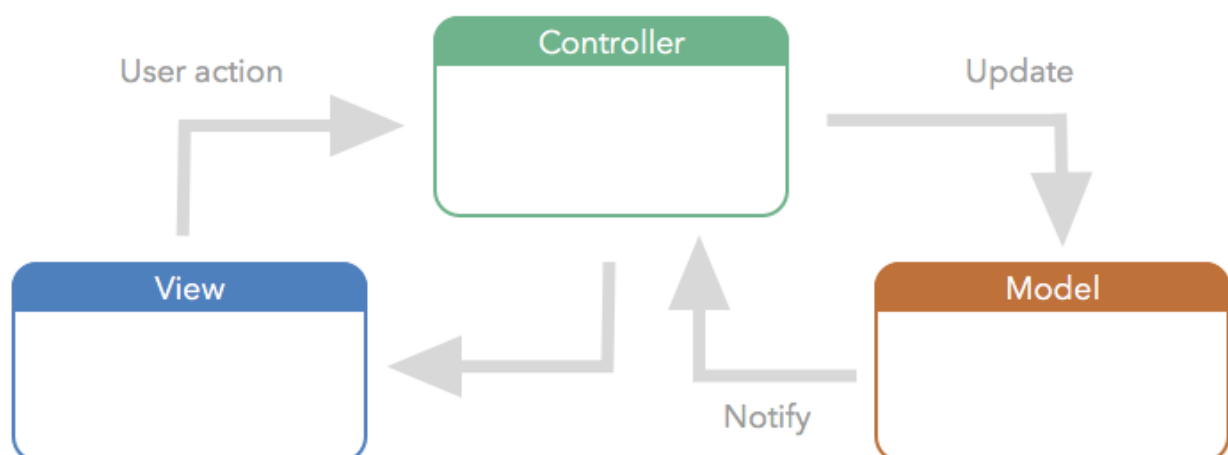 Controller
User action
Update
View
Model
Notify